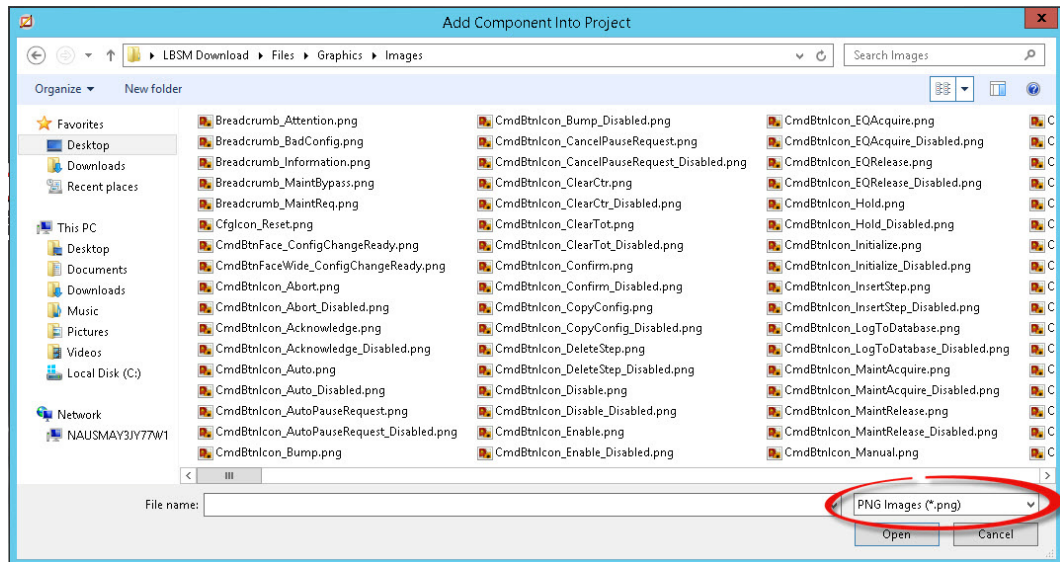 Add Component Into Project
x
LBSM Download ▸ Files ▸ Graphics ▸ Images
Search Images
Organize
New folder
Favorites
Desktop
Downloads
Recent places
This PC
Desktop
Documents
Downloads
Music
Pictures
Videos
Local Disk (C:)
Network
NAUSMAY3JY77W1
Breadcrumb_Attention.png
Breadcrumb_BadConfig.png
Breadcrumb_Information.png
Breadcrumb_MaintBypass.png
Breadcrumb_MaintReq.png
CfgIcon_Reset.png
CmdBtnFace_ConfigChangeReady.png
CmdBtnFaceWide_ConfigChangeReady.png
CmdBtnIcon_Abort.png
CmdBtnIcon_Abort_Disabled.png
CmdBtnIcon_Acknowledge.png
CmdBtnIcon_Acknowledge_Disabled.png
CmdBtnIcon_Auto.png
CmdBtnIcon_Auto_Disabled.png
CmdBtnIcon_AutoPauseRequest.png
CmdBtnIcon_AutoPauseRequest_Disabled.png
CmdBtnIcon_Bump.png
CmdBtnIcon_Bump_Disabled.png
CmdBtnIcon_CancelPauseRequest.png
CmdBtnIcon_CancelPauseRequest_Disabled.png
CmdBtnIcon_ClearCtr.png
CmdBtnIcon_ClearCtr_Disabled.png
CmdBtnIcon_ClearTot.png
CmdBtnIcon_ClearTot_Disabled.png
CmdBtnIcon_Confirm.png
CmdBtnIcon_Confirm_Disabled.png
CmdBtnIcon_CopyConfig.png
CmdBtnIcon_CopyConfig_Disabled.png
CmdBtnIcon_DeleteStep.png
CmdBtnIcon_DeleteStep_Disabled.png
CmdBtnIcon_Disable.png
CmdBtnIcon_Disable_Disabled.png
CmdBtnIcon_Enable.png
CmdBtnIcon_Enable_Disabled.png
CmdBtnIcon_EQAcquire.png
CmdBtnIcon_EQAcquire_Disabled.png
CmdBtnIcon_EQRelease.png
CmdBtnIcon_EQRelease_Disabled.png
CmdBtnIcon_Hold.png
CmdBtnIcon_Hold_Disabled.png
CmdBtnIcon_Initialize.png
CmdBtnIcon_Initialize_Disabled.png
CmdBtnIcon_InsertStep.png
CmdBtnIcon_InsertStep_Disabled.png
CmdBtnIcon_LogToDatabase.png
CmdBtnIcon_LogToDatabase_Disabled.png
CmdBtnIcon_MaintAcquire.png
CmdBtnIcon_MaintAcquire_Disabled.png
CmdBtnIcon_MaintRelease.png
CmdBtnIcon_MaintRelease_Disabled.png
CmdBtnIcon_Manual.png
File name:
PNG Images (*.png)
Open
Cancel